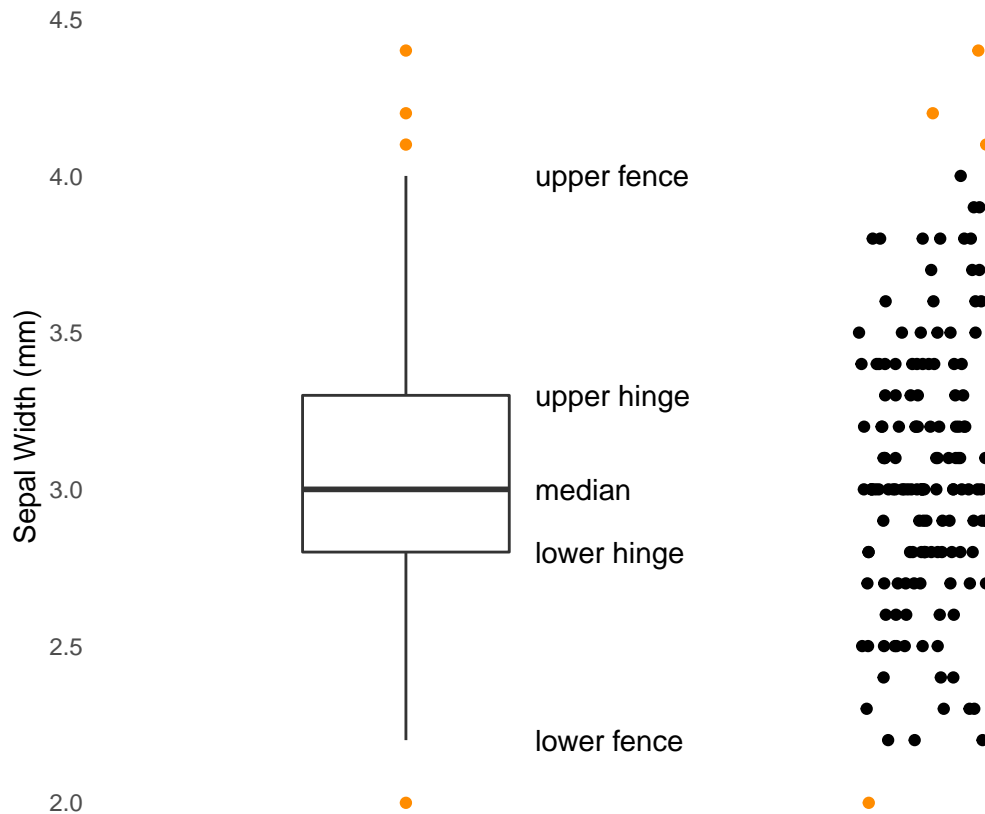 4.5
4.0
upper fence
3.5
upper hinge
Sepal Width (mm)
3.0
median
lower hinge
2.5
lower fence
2.0